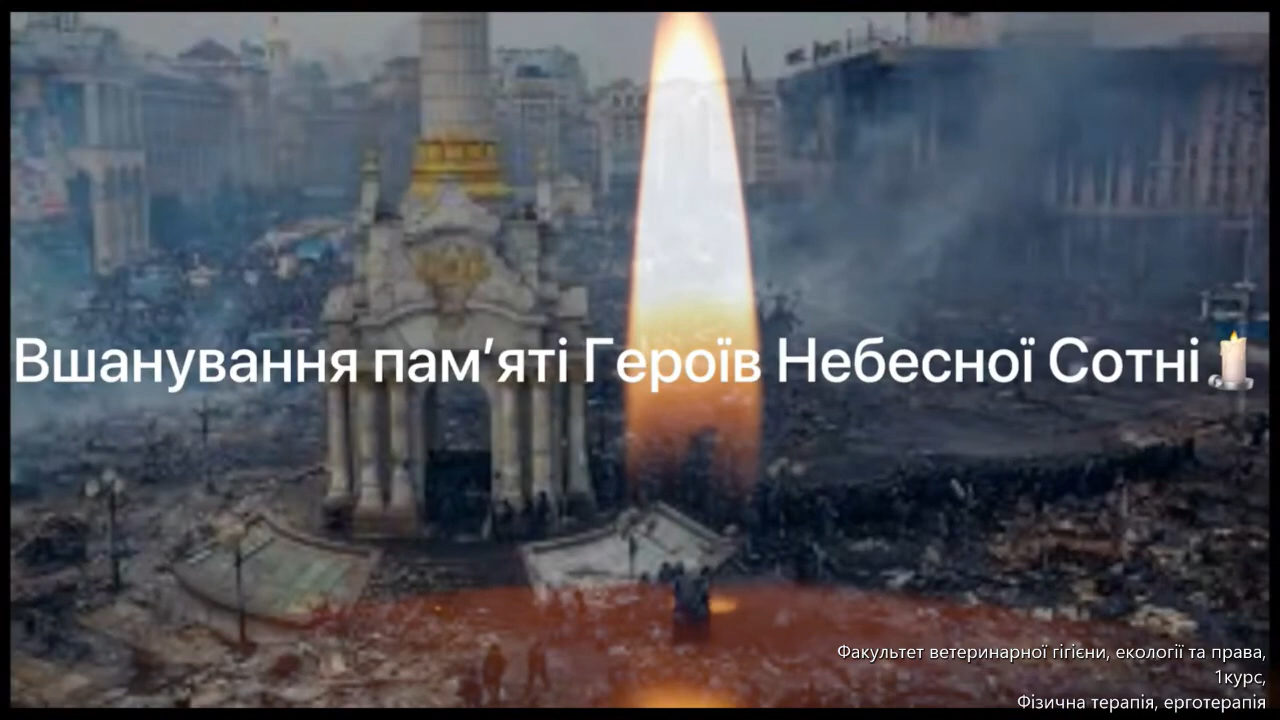 Вшанування пам’яті Героїв Небесної Сотні🕯️
Факультет ветеринарної гігієни, екології та права,
1курс,
Фізична терапія, ерготерапія